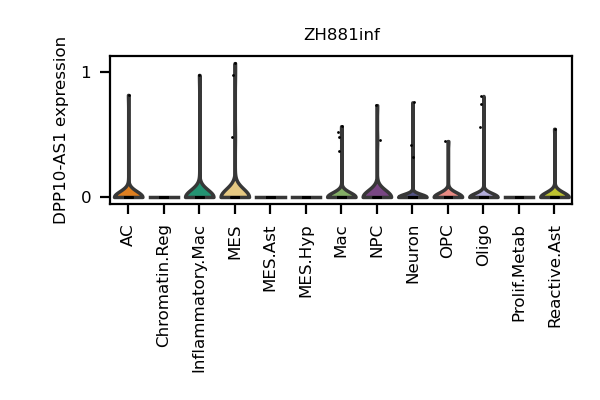 ZH881inf
DPP10-AS1 expression
1
0
AC
Chromatin.Reg
Inflammatory.Mac
MES
MES.Ast
MES.Hyp
Mac
NPC
Neuron
OPC
Oligo
Prolif.Metab
Reactive.Ast